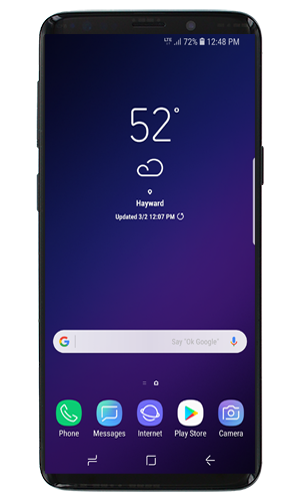 LTE 72% 12:48 PM
52°
Hayward
Updated 3/2 12:07 PM
G Say "Ok Google"
Phone Messages Internet Play Store Camera